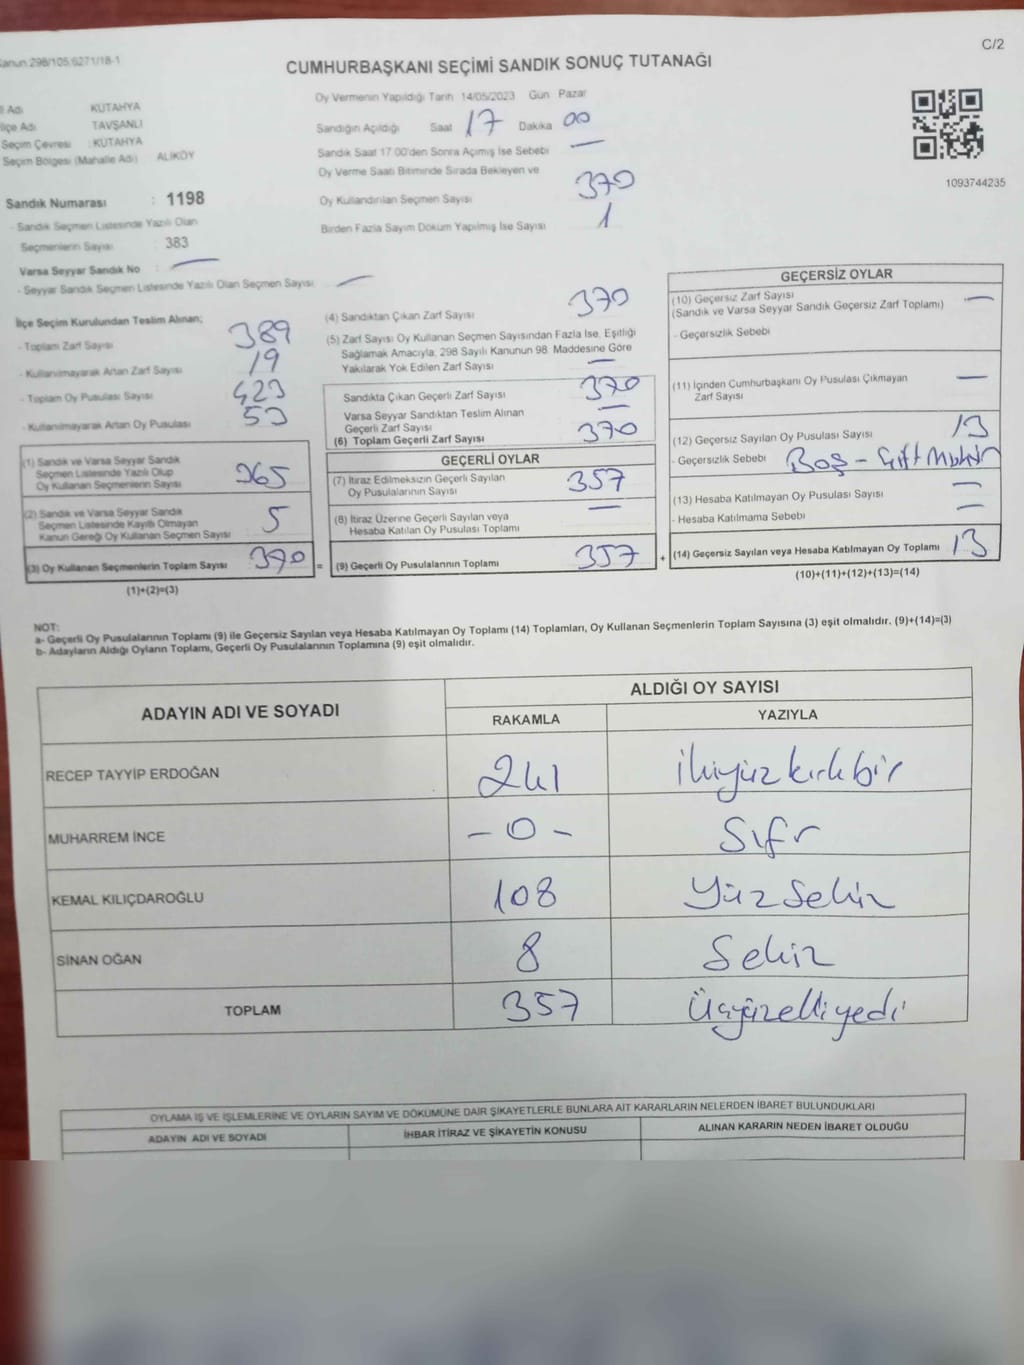 Kanun 298/105,6271/18-1
C/2
CUMHURBAŞKANI SEÇİMİ SANDIK SONUÇ TUTANAĞI
İl Adı KÜTAHYA
İlçe Adı TAVŞANLI
Seçim Çevresi : KÜTAHYA
Seçim Bölgesi (Mahalle Adı) ALİKÖY
Sandık Numarası : 1198
- Sandık Seçmen Listesinde Yazılı Olan
Seçmenlerin Sayısı : 383
Varsa Seyyar Sandık No : —
- Seyyar Sandık Seçmen Listesinde Yazılı Olan Seçmen Sayısı —
Oy Vermenin Yapıldığı Tarih 14/05/2023 Gün Pazar
Sandığın Açıldığı Saat 17 Dakika 00
Sandık Saat 17:00'den Sonra Açımış İse Sebebi —
Oy Verme Saati Bitiminde Sırada Bekleyen ve
Oy Kullandırılan Seçmen Sayısı 370
Birden Fazla Sayım Döküm Yapılmış İse Sayısı 1
1093744235
İlçe Seçim Kurulundan Teslim Alınan;
- Toplam Zarf Sayısı 389
- Kullanılmayarak Artan Zarf Sayısı 19
- Toplam Oy Pusulası Sayısı 423
- Kullanılmayarak Artan Oy Pusulası 53
(1) Sandık ve Varsa Seyyar Sandık
Seçmen Listesinde Yazılı Olup
Oy Kullanan Seçmenlerin Sayısı 365
(2) Sandık ve Varsa Seyyar Sandık
Seçmen Listesinde Kayıtlı Olmayan
Kanun Gereği Oy Kullanan Seçmen Sayısı 5
(3) Oy Kullanan Seçmenlerin Toplam Sayısı 370 =
(1)+(2)=(3)
(4) Sandıktan Çıkan Zarf Sayısı 370
(5) Zarf Sayısı Oy Kullanan Seçmen Sayısından Fazla İse, Eşitliği
Sağlamak Amacıyla, 298 Sayılı Kanunun 98. Maddesine Göre
Yakılarak Yok Edilen Zarf Sayısı —
Sandıkta Çıkan Geçerli Zarf Sayısı 370
Varsa Seyyar Sandıktan Teslim Alınan
Geçerli Zarf Sayısı —
(6) Toplam Geçerli Zarf Sayısı 370
GEÇERLİ OYLAR
(7) İtiraz Edilmeksizin Geçerli Sayılan
Oy Pusulalarının Sayısı 357
(8) İtiraz Üzerine Geçerli Sayılan veya
Hesaba Katılan Oy Pusulası Toplamı —
(9) Geçerli Oy Pusulalarının Toplamı 357 +
GEÇERSİZ OYLAR
(10) Geçersiz Zarf Sayısı —
(Sandık ve Varsa Seyyar Sandık Geçersiz Zarf Toplamı)
- Geçersizlik Sebebi
(11) İçinden Cumhurbaşkanı Oy Pusulası Çıkmayan —
Zarf Sayısı
(12) Geçersiz Sayılan Oy Pusulası Sayısı 13
- Geçersizlik Sebebi Boş - Çift Mühür
(13) Hesaba Katılmayan Oy Pusulası Sayısı —
- Hesaba Katılmama Sebebi —
(14) Geçersiz Sayılan veya Hesaba Katılmayan Oy Toplamı 13
(10)+(11)+(12)+(13)=(14)
NOT:
a- Geçerli Oy Pusulalarının Toplamı (9) ile Geçersiz Sayılan veya Hesaba Katılmayan Oy Toplamı (14) Toplamları, Oy Kullanan Seçmenlerin Toplam Sayısına (3) eşit olmalıdır. (9)+(14)=(3)
b- Adayların Aldığı Oyların Toplamı, Geçerli Oy Pusulalarının Toplamına (9) eşit olmalıdır.
ADAYIN ADI VE SOYADI
ALDIĞI OY SAYISI
RAKAMLA YAZIYLA
RECEP TAYYİP ERDOĞAN 241 İkiyüzkırkbir
MUHARREM İNCE - 0 - Sıfır
KEMAL KILIÇDAROĞLU 108 Yüzsekiz
SİNAN OĞAN 8 Sekiz
TOPLAM 357 Üçyüzelliyedi
OYLAMA İŞ VE İŞLEMLERİNE VE OYLARIN SAYIM VE DÖKÜMÜNE DAİR ŞİKAYETLERLE BUNLARA AİT KARARLARIN NELERDEN İBARET BULUNDUKLARI
ADAYIN ADI VE SOYADI İHBAR İTİRAZ VE ŞİKAYETİN KONUSU ALINAN KARARIN NEDEN İBARET OLDUĞU